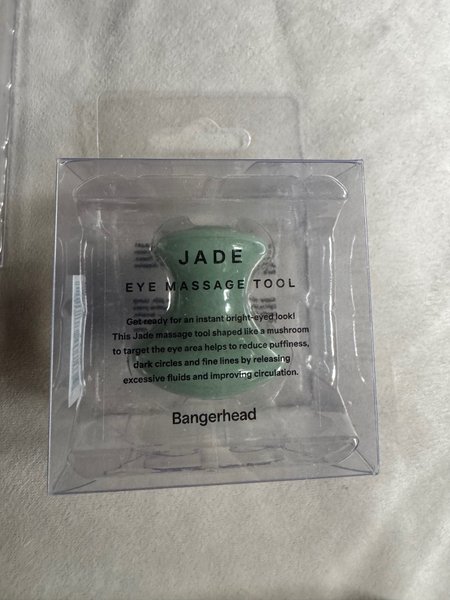 JADE
EYE MASSAGE TOOL
Get ready for an instant bright-eyed look!
This Jade massage tool shaped like a mushroom
to target the eye area helps to reduce puffiness,
dark circles and fine lines by releasing
excessive fluids and improving circulation.
Bangerhead